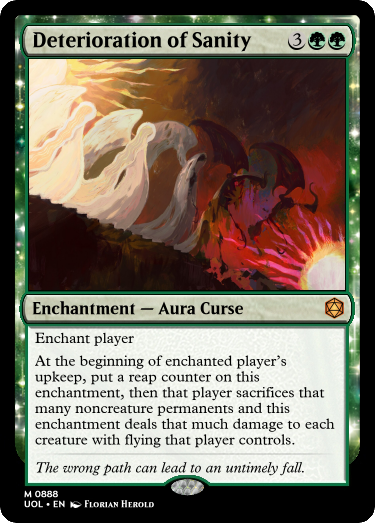 Deterioration of Sanity 3
Enchantment — Aura Curse
Enchant player
At the beginning of enchanted player's
upkeep, put a reap counter on this
enchantment, then that player sacrifices that
many noncreature permanents and this
enchantment deals that much damage to each
creature with flying that player controls.
The wrong path can lead to an untimely fall.
M 0888
UOL • EN Florian Herold